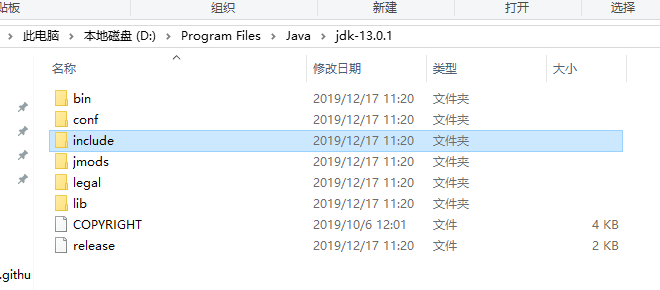 贴板 组织 新建 打开 选择
此电脑 本地磁盘 (D:) Program Files Java jdk-13.0.1
名称 修改日期 类型 大小
bin 2019/12/17 11:20 文件夹
conf 2019/12/17 11:20 文件夹
include 2019/12/17 11:20 文件夹
jmods 2019/12/17 11:20 文件夹
legal 2019/12/17 11:20 文件夹
lib 2019/12/17 11:20 文件夹
COPYRIGHT 2019/10/6 12:01 文件 4 KB
release 2019/12/17 11:20 文件 2 KB
.githu